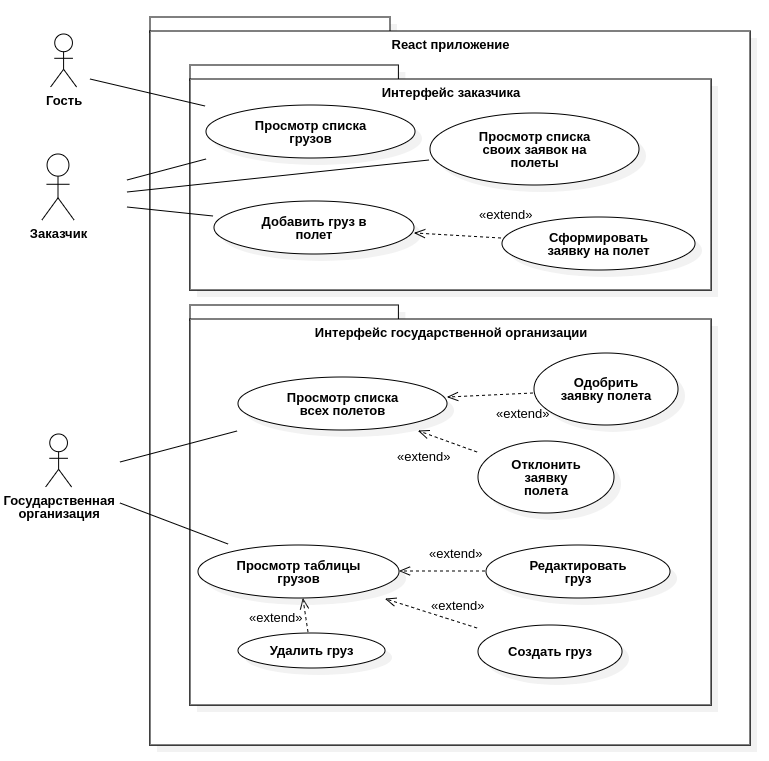 React приложение
Гость
Интерфейс заказчика
Просмотр списка
грузов
Просмотр списка
своих заявок на
полеты
Заказчик
Добавить груз в
полет
«extend»
Сформировать
заявку на полет
Интерфейс государственной организации
Просмотр списка
всех полетов
Одобрить
заявку полета
«extend»
«extend»
Отклонить
заявку
полета
Государственная
организация
Просмотр таблицы
грузов
«extend»
Редактировать
груз
«extend»
«extend»
Удалить груз
Создать груз